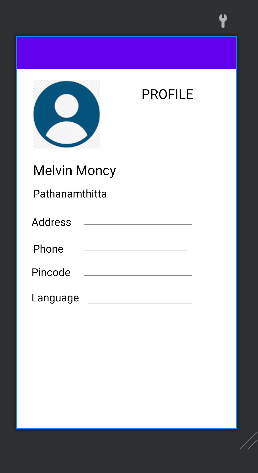 PROFILE
Melvin Moncy
Pathanamthitta
Address
Phone
Pincode
Language